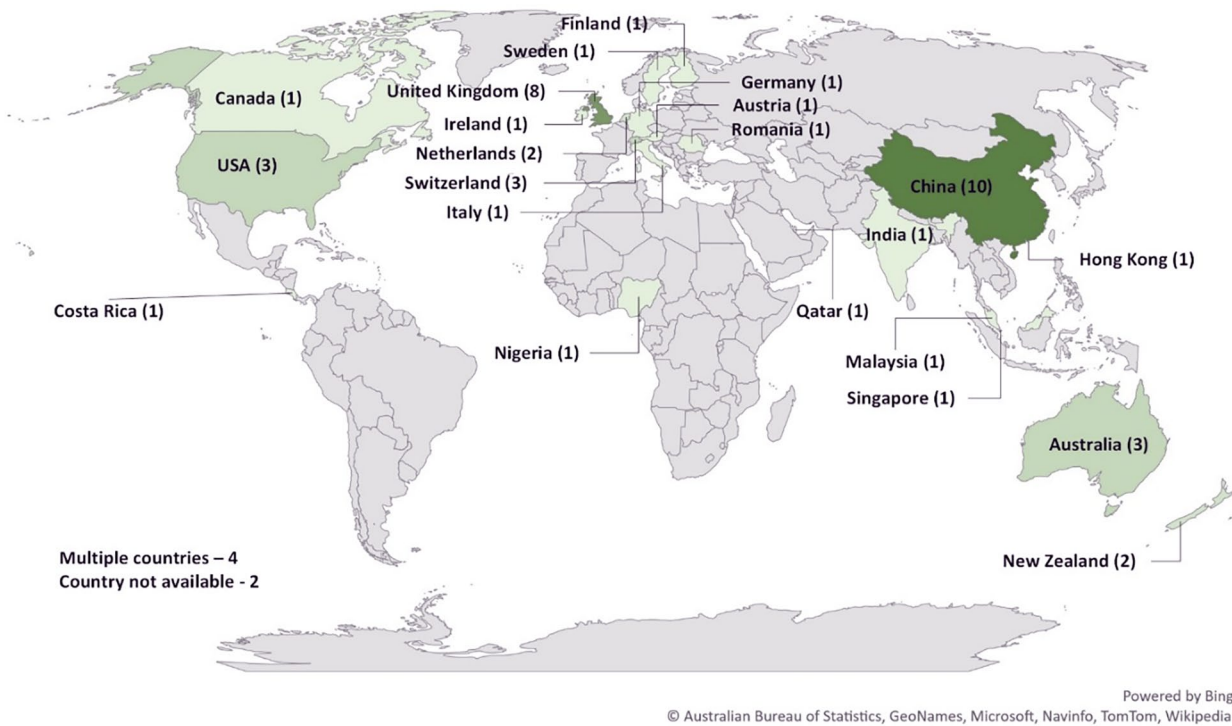 Finland (1)
Sweden (1)
United Kingdom (8)
Germany (1)
Canada (1)
Austria (1)
Ireland (1)
Romania (1)
Netherlands (2)
USA (3)
Switzerland (3)
China (10)
Italy (1)
India (1)
Hong Kong (1)
Costa Rica (1)
Qatar (1)
Nigeria (1)
Malaysia (1)
Singapore (1)
Australia (3)
Multiple countries – 4
New Zealand (2)
Country not available - 2
Powered by Bing
© Australian Bureau of Statistics, GeoNames, Microsoft, Navinfo, TomTom, Wikipedia